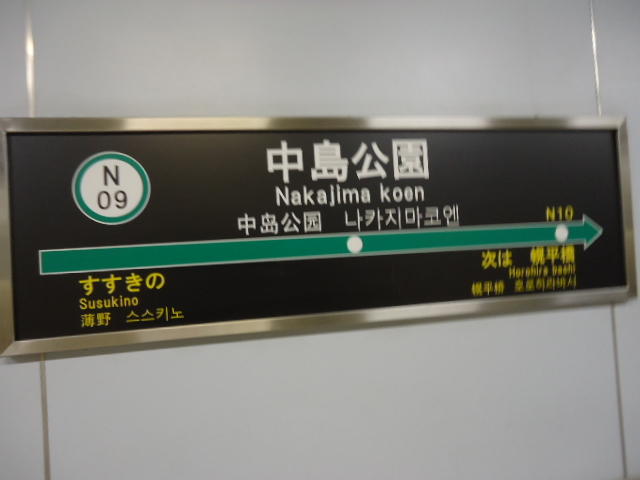 N
09
中島公園
Nakajima koen
中岛公园 나카지마코엔
N10
すすきの
Susukino
薄野 스스키노
次は 幌平橋
Horohira bashi
幌平桥 호로히라바시